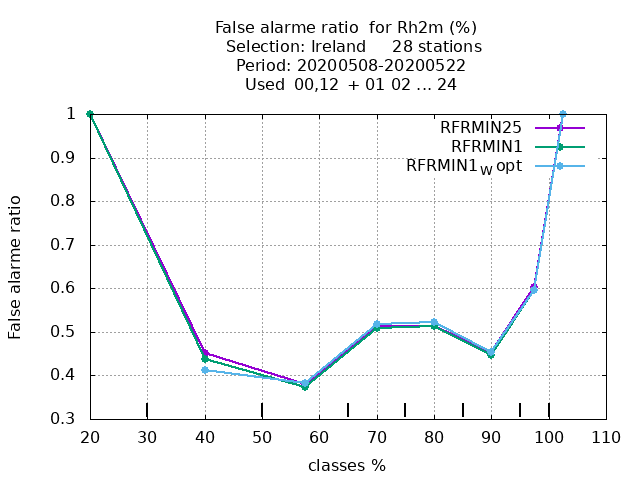 False alarme ratio  for Rh2m (%)
Selection: Ireland     28 stations
Period: 20200508-20200522
Used  00,12  + 01 02 ... 24
RFRMIN25
RFRMIN1
RFRMIN1W opt
1
0.9
0.8
0.7
0.6
0.5
0.4
0.3
False alarme ratio
20 30 40 50 60 70 80 90 100 110
classes %